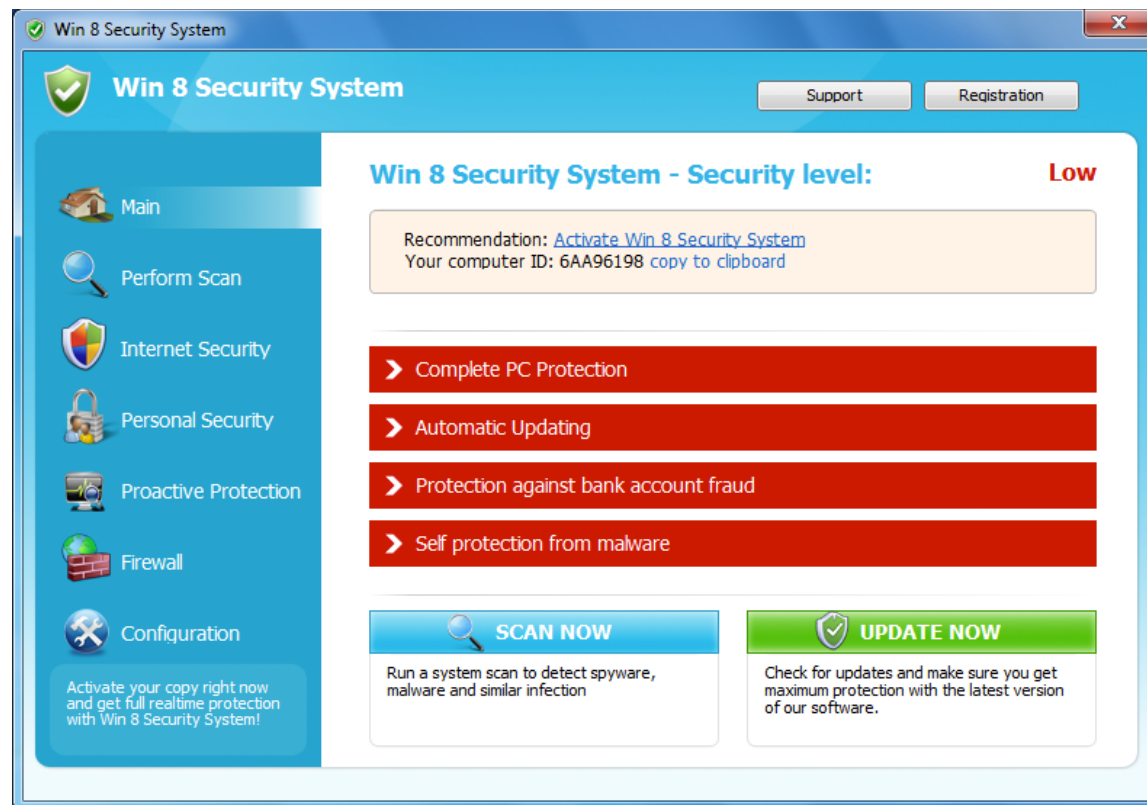 Win 8 Security System
X
Win 8 Security System
Support
Registration
Main
Perform Scan
Internet Security
Personal Security
Proactive Protection
Firewall
Configuration
Activate your copy right now
and get full realtime protection
with Win 8 Security System!
Win 8 Security System - Security level:
Low
Recommendation: Activate Win 8 Security System
Your computer ID: 6AA96198 copy to clipboard
Complete PC Protection
Automatic Updating
Protection against bank account fraud
Self protection from malware
SCAN NOW
Run a system scan to detect spyware,
malware and similar infection
UPDATE NOW
Check for updates and make sure you get
maximum protection with the latest version
of our software.